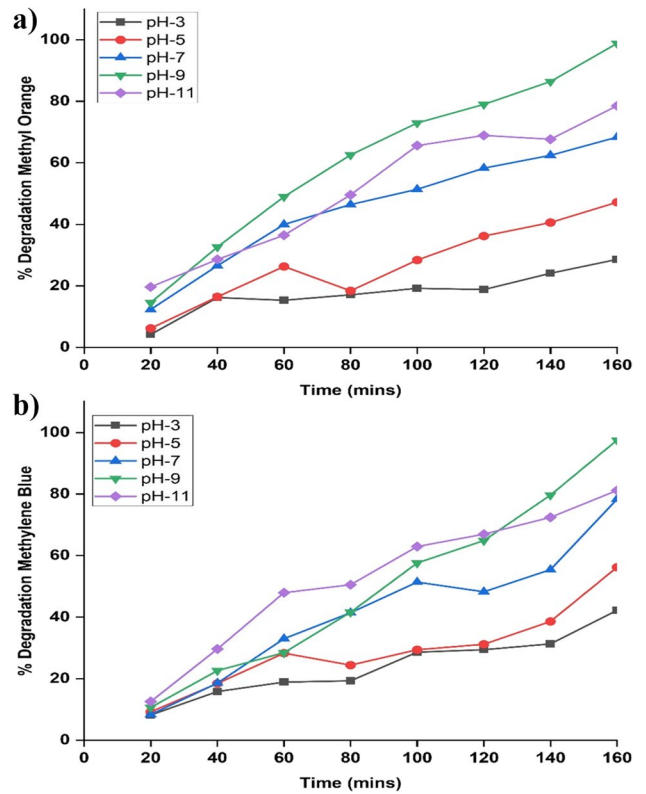 a)
pH-3
pH-5
pH-7
pH-9
pH-11
% Degradation Methyl Orange
100
80
60
40
20
0
0 20 40 60 80 100 120 140 160
Time (mins)
b)
pH-3
pH-5
pH-7
pH-9
pH-11
% Degradation Methylene Blue
100
80
60
40
20
0
0 20 40 60 80 100 120 140 160
Time (mins)